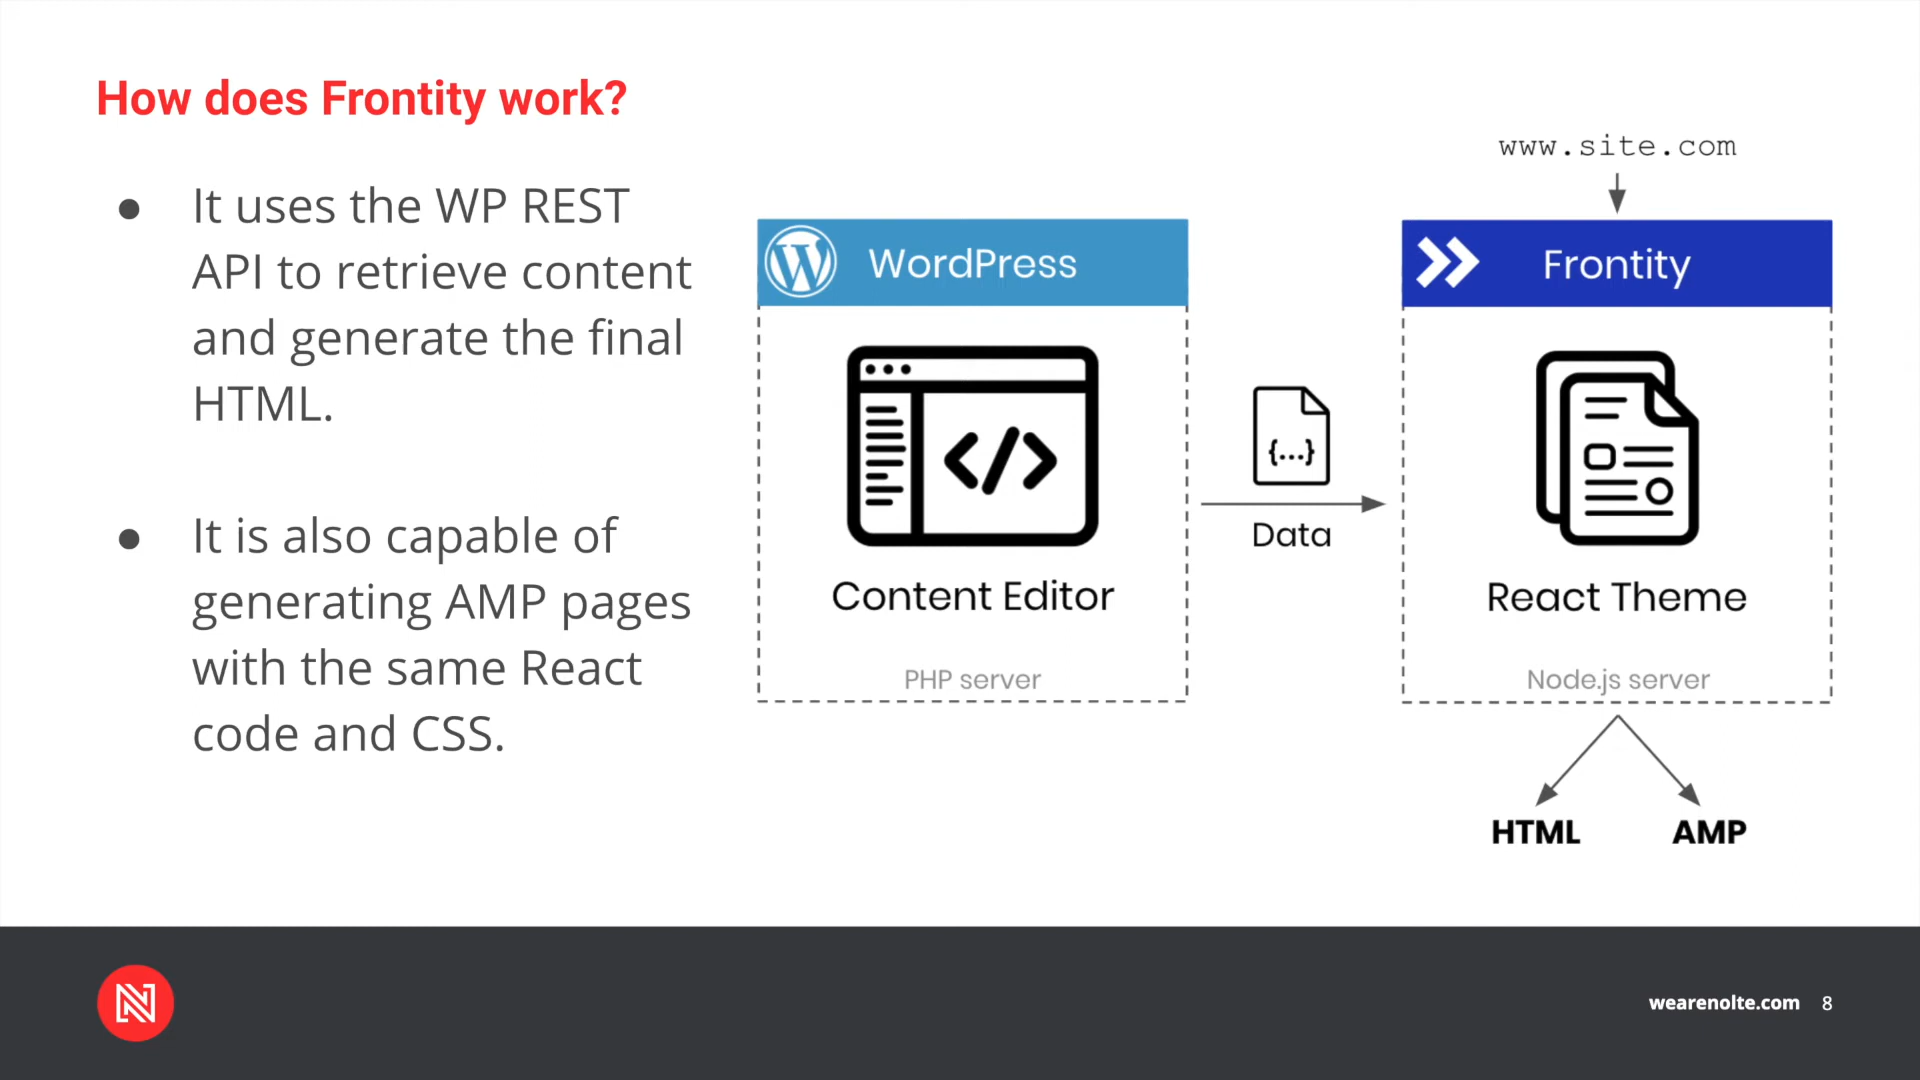 How does Frontity work?
● It uses the WP REST
API to retrieve content
and generate the final
HTML.
● It is also capable of
generating AMP pages
with the same React
code and CSS.
www.site.com
WordPress
Content Editor
PHP server
{...}
Data
Frontity
React Theme
Node.js server
HTML
AMP
wearenolte.com 8